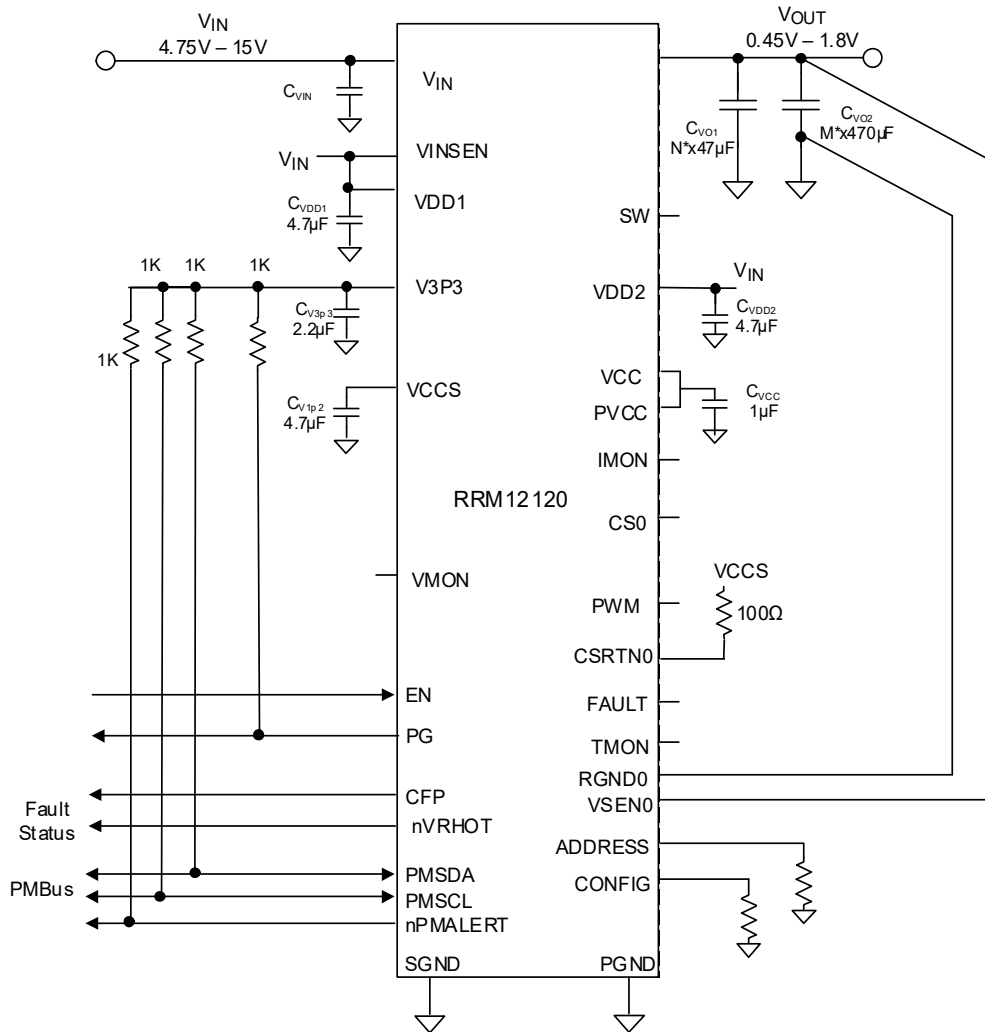 VIN
4.75V – 15V
CVIN
VIN
VIN
VINSEN
VDD1
CVDD1
4.7µF
1K
1K
1K
1K
V3P3
CV3p3
2.2µF
VCCS
CV1p2
4.7µF
RRM12120
VMON
EN
PG
CFP
nVRHOT
Fault
Status
PMBus
PMSDA
PMSCL
nPMALERT
SGND
PGND
VOUT
0.45V – 1.8V
CVO1
N*x47µF
CVO2
M*x470µF
SW
VDD2
VIN
CVDD2
4.7µF
VCC
PVCC
CVCC
1µF
IMON
CS0
VCCS
100Ω
PWM
CSRTN0
FAULT
TMON
RGND0
VSEN0
ADDRESS
CONFIG